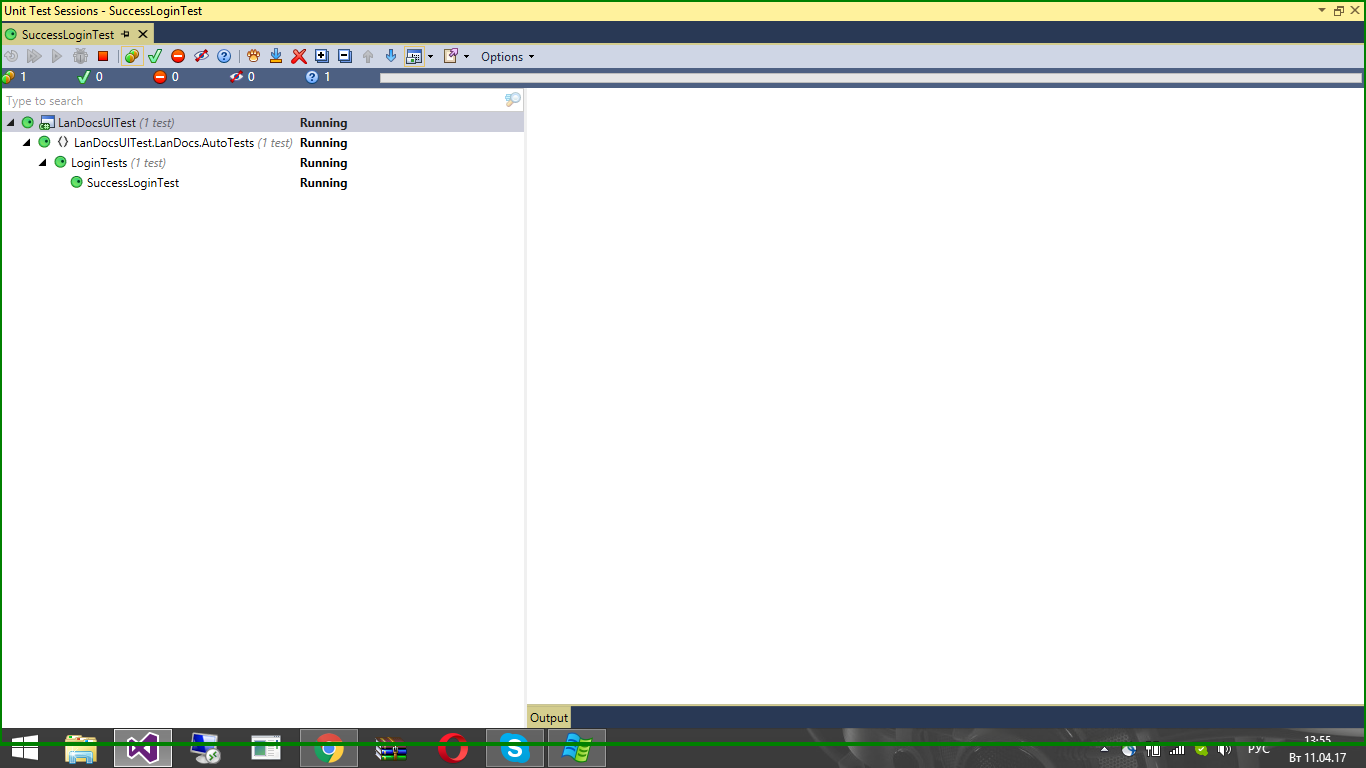 Unit Test Sessions - SuccessLoginTest
SuccessLoginTest
Options
1 0 0 0 1
Type to search
LanDocsUITest (1 test) Running
LanDocsUITest.LanDocs.AutoTests (1 test) Running
LoginTests (1 test) Running
SuccessLoginTest Running
Output
13:55
РУС
Вт 11.04.17